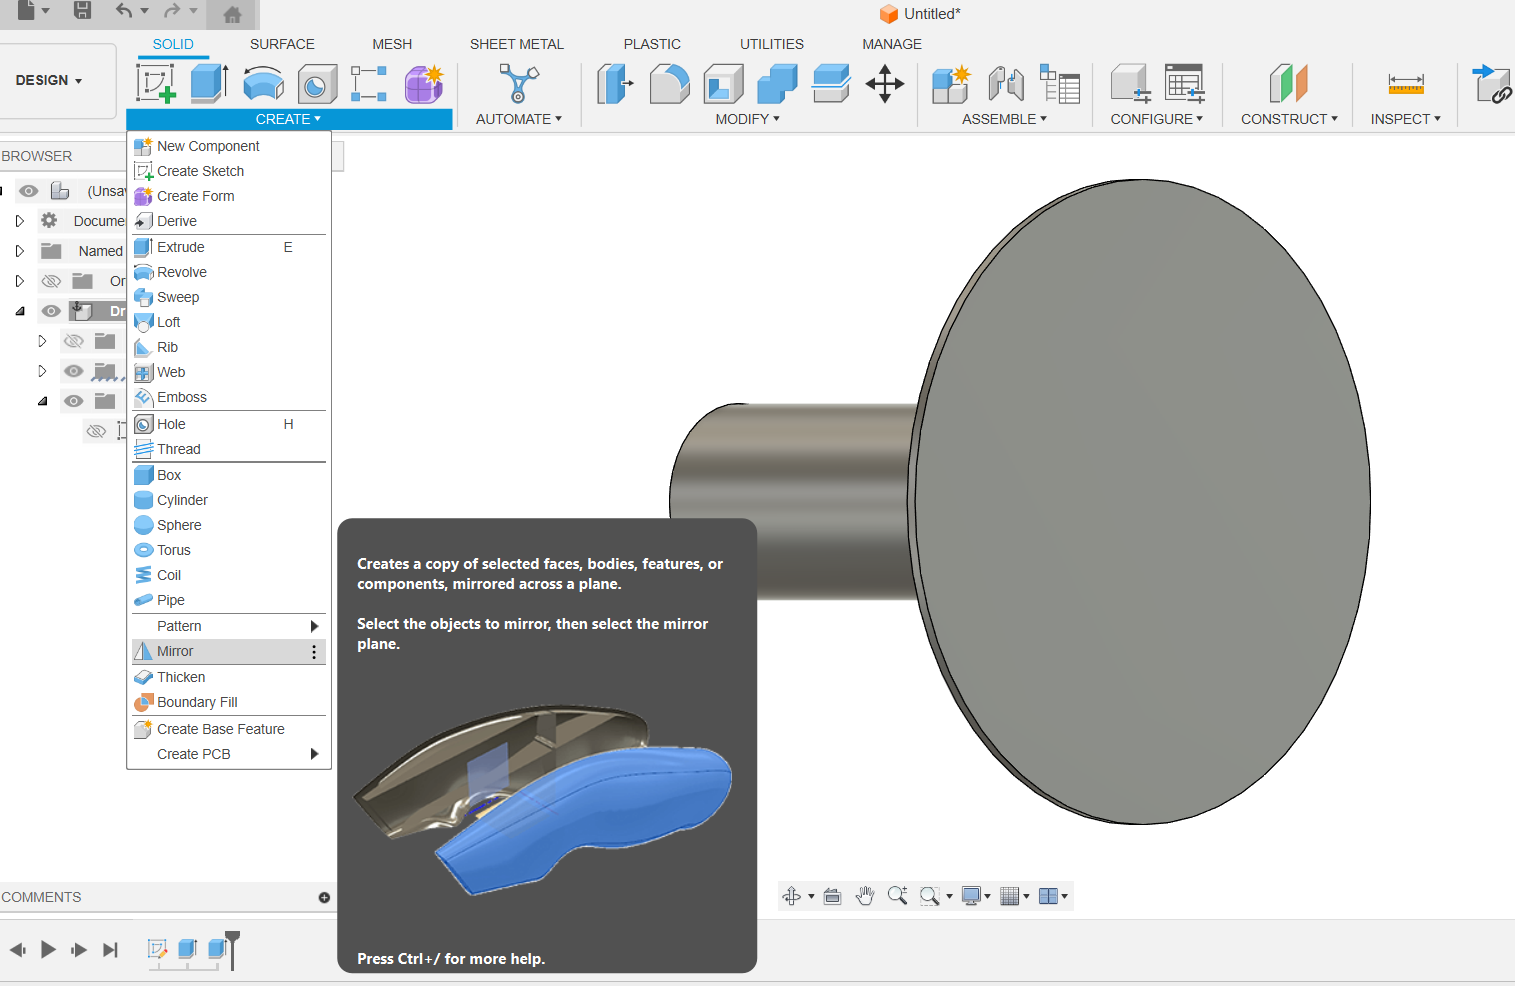 Untitled*
SOLID SURFACE MESH SHEET METAL PLASTIC UTILITIES MANAGE
DESIGN
CREATE AUTOMATE MODIFY ASSEMBLE CONFIGURE CONSTRUCT INSPECT
BROWSER
(Unsav
Docume
Named
Or
Dr
New Component
Create Sketch
Create Form
Derive
Extrude E
Revolve
Sweep
Loft
Rib
Web
Emboss
Hole H
Thread
Box
Cylinder
Sphere
Torus
Coil
Pipe
Pattern
Mirror
Thicken
Boundary Fill
Create Base Feature
Create PCB
Creates a copy of selected faces, bodies, features, or
components, mirrored across a plane.
Select the objects to mirror, then select the mirror
plane.
Press Ctrl+/ for more help.
COMMENTS